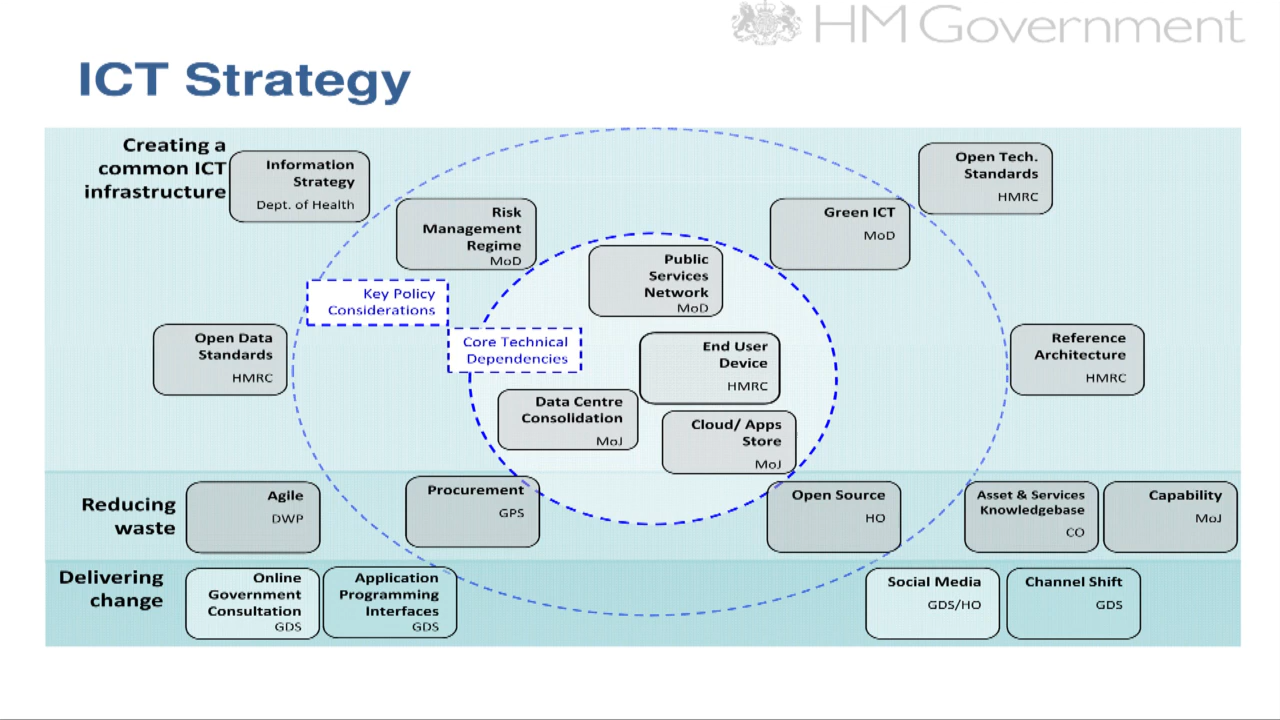 HM Government
ICT Strategy
Creating a
common ICT
infrastructure
Information
Strategy
Dept. of Health
Risk
Management
Regime
MoD
Public
Services
Network
MoD
Green ICT
MoD
Open Tech.
Standards
HMRC
Key Policy
Considerations
Core Technical
Dependencies
Open Data
Standards
HMRC
End User
Device
HMRC
Reference
Architecture
HMRC
Data Centre
Consolidation
MoJ
Cloud/ Apps
Store
MoJ
Reducing
waste
Agile
DWP
Procurement
GPS
Open Source
HO
Asset & Services
Knowledgebase
CO
Capability
MoJ
Delivering
change
Online
Government
Consultation
GDS
Application
Programming
Interfaces
GDS
Social Media
GDS/HO
Channel Shift
GDS